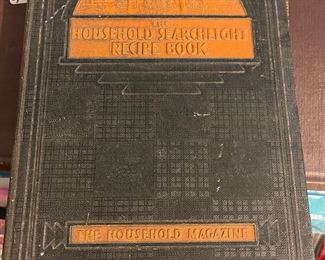 THE
HOUSEHOLD SEARCHLIGHT
RECIPE BOOK
THE HOUSEHOLD MAGAZINE